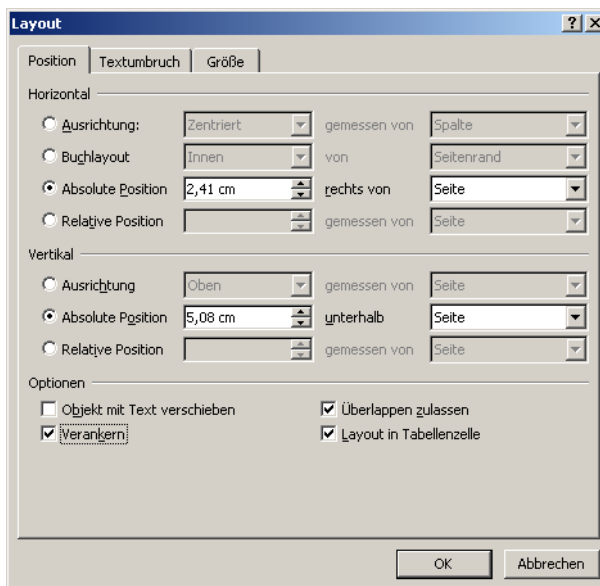 Layout
Position Textumbruch Größe
Horizontal
Ausrichtung: Zentriert gemessen von Spalte
Buchlayout Innen von Seitenrand
Absolute Position 2,41 cm rechts von Seite
Relative Position gemessen von Seite
Vertikal
Ausrichtung Oben gemessen von Seite
Absolute Position 5,08 cm unterhalb Seite
Relative Position gemessen von Seite
Optionen
Objekt mit Text verschieben Überlappen zulassen
Verankern Layout in Tabellenzelle
OK Abbrechen